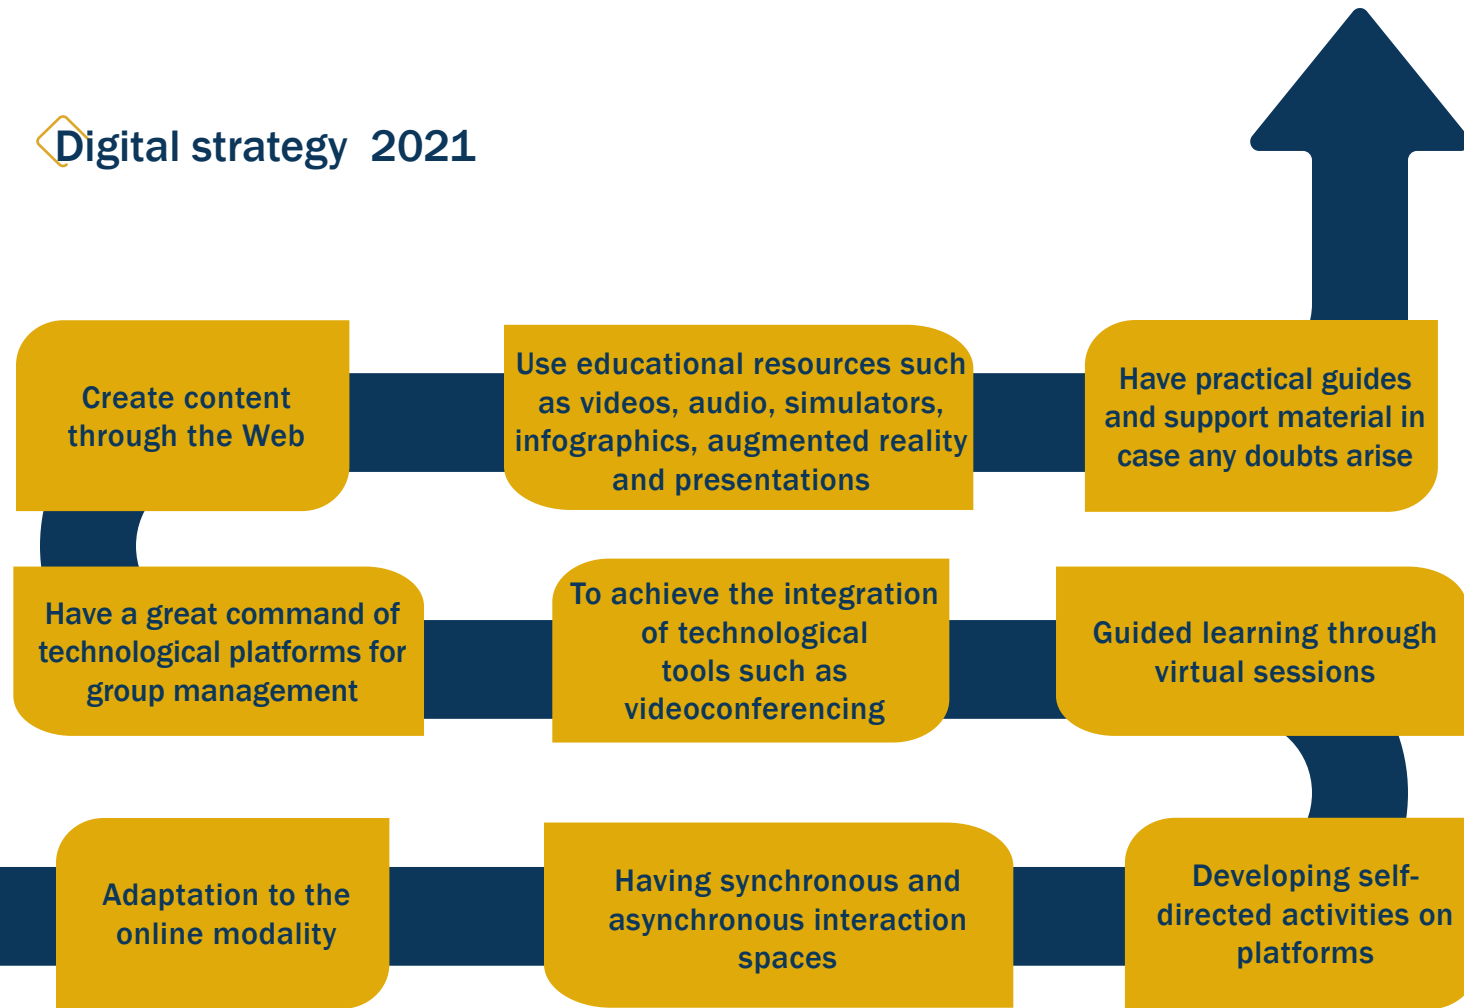 Digital strategy 2021
Create content
through the Web
Use educational resources such
as videos, audio, simulators,
infographics, augmented reality
and presentations
Have practical guides
and support material in
case any doubts arise
Have a great command of
technological platforms for
group management
To achieve the integration
of technological
tools such as
videoconferencing
Guided learning through
virtual sessions
Adaptation to the
online modality
Having synchronous and
asynchronous interaction
spaces
Developing self-
directed activities on
platforms